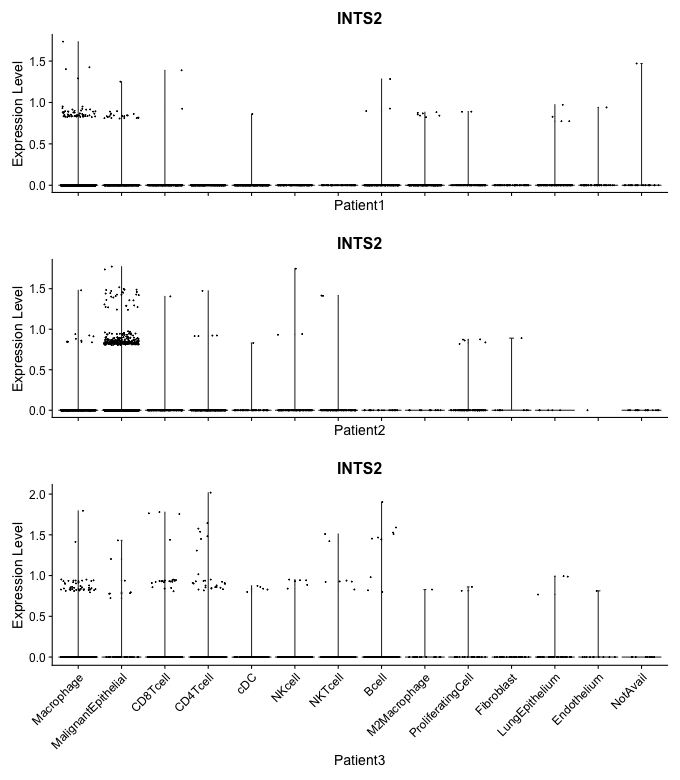 INTS2
Expression Level
1.5
1.0
0.5
0.0
Patient1
INTS2
Expression Level
1.5
1.0
0.5
0.0
Patient2
INTS2
Expression Level
2.0
1.5
1.0
0.5
0.0
Macrophage
MalignantEpithelial
CD8Tcell
CD4Tcell
cDC
NKcell
NKTcell
Bcell
M2Macrophage
ProliferatingCell
Fibroblast
LungEpithelium
Endothelium
NotAvail
Patient3